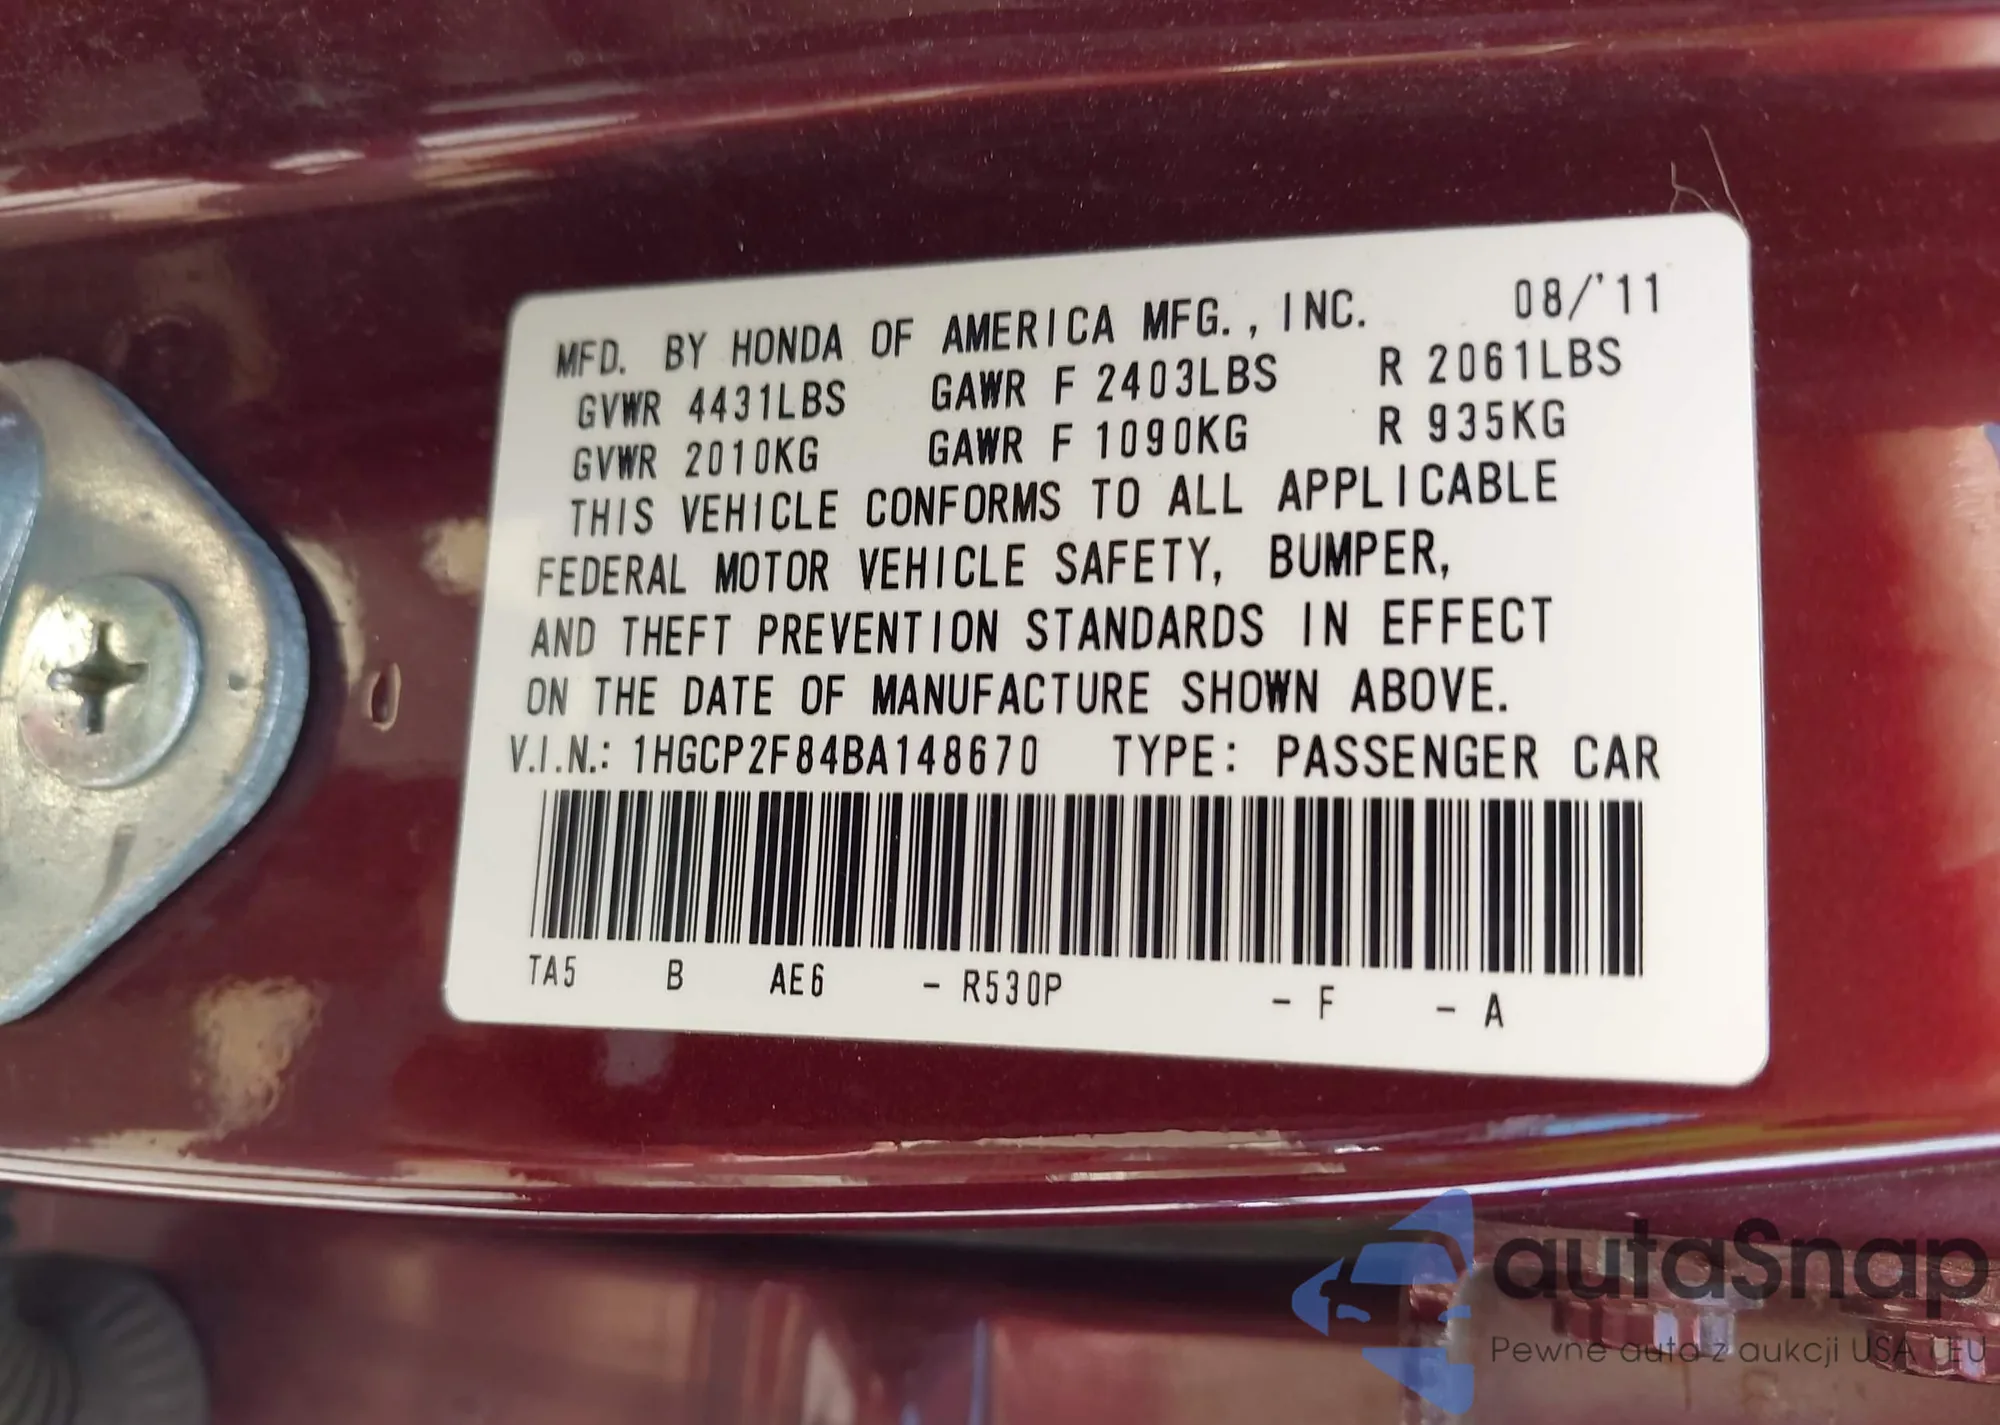 MFD. BY HONDA OF AMERICA MFG., INC. 08/'11
GVWR 4431LBS GAWR F 2403LBS R 2061LBS
GVWR 2010KG GAWR F 1090KG R 935KG
THIS VEHICLE CONFORMS TO ALL APPLICABLE
FEDERAL MOTOR VEHICLE SAFETY, BUMPER,
AND THEFT PREVENTION STANDARDS IN EFFECT
ON THE DATE OF MANUFACTURE SHOWN ABOVE.
V.I.N.: 1HGCP2F84BA148670 TYPE: PASSENGER CAR
TA5 B AE6 - R530P - F - A
autaSnap
Pewne auta z aukcji USA i EU